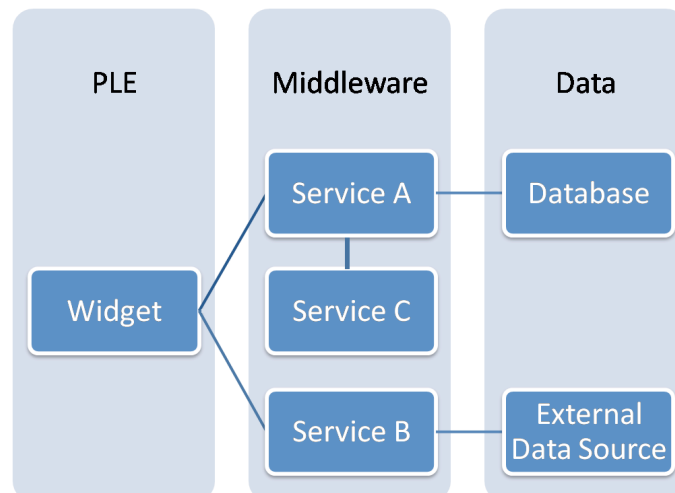 PLE
Middleware
Data
Service A
Database
Widget
Service C
Service B
External
Data Source